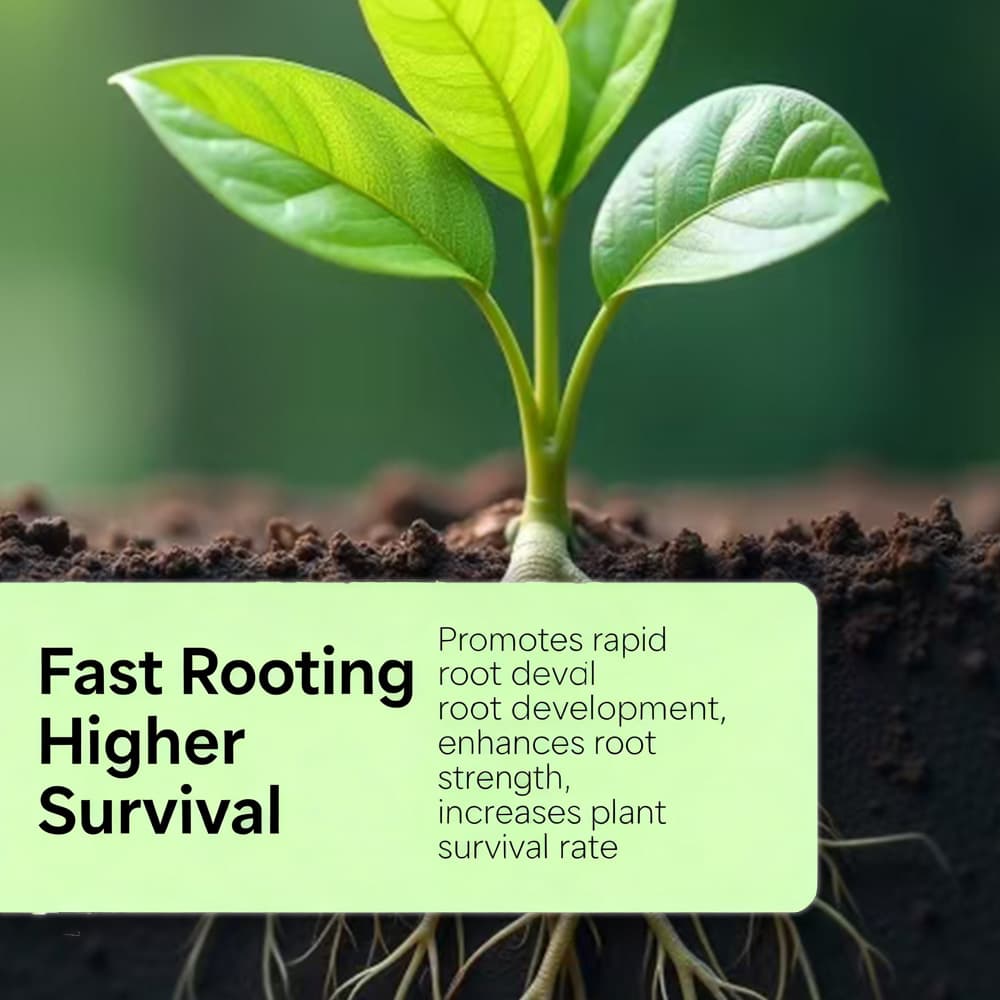 Fast Rooting
Higher
Survival
Promotes rapid
root deval
root development,
enhances root
strength,
increases plant
survival rate